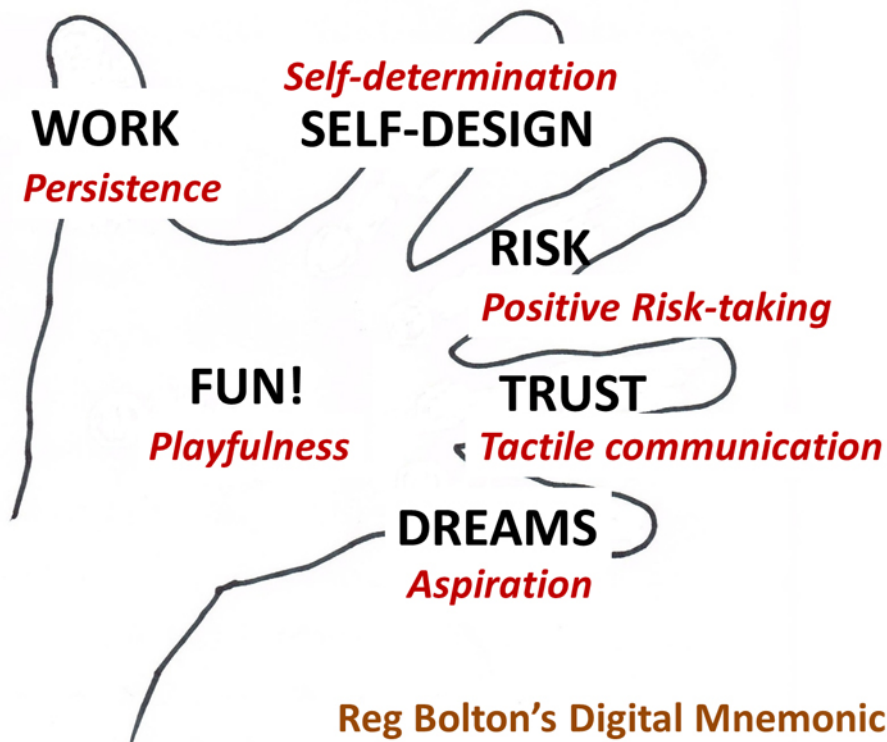 Self-determination
WORK
SELF-DESIGN
Persistence
RISK
Positive Risk-taking
FUN!
TRUST
Playfulness
Tactile communication
DREAMS
Aspiration
Reg Bolton’s Digital Mnemonic